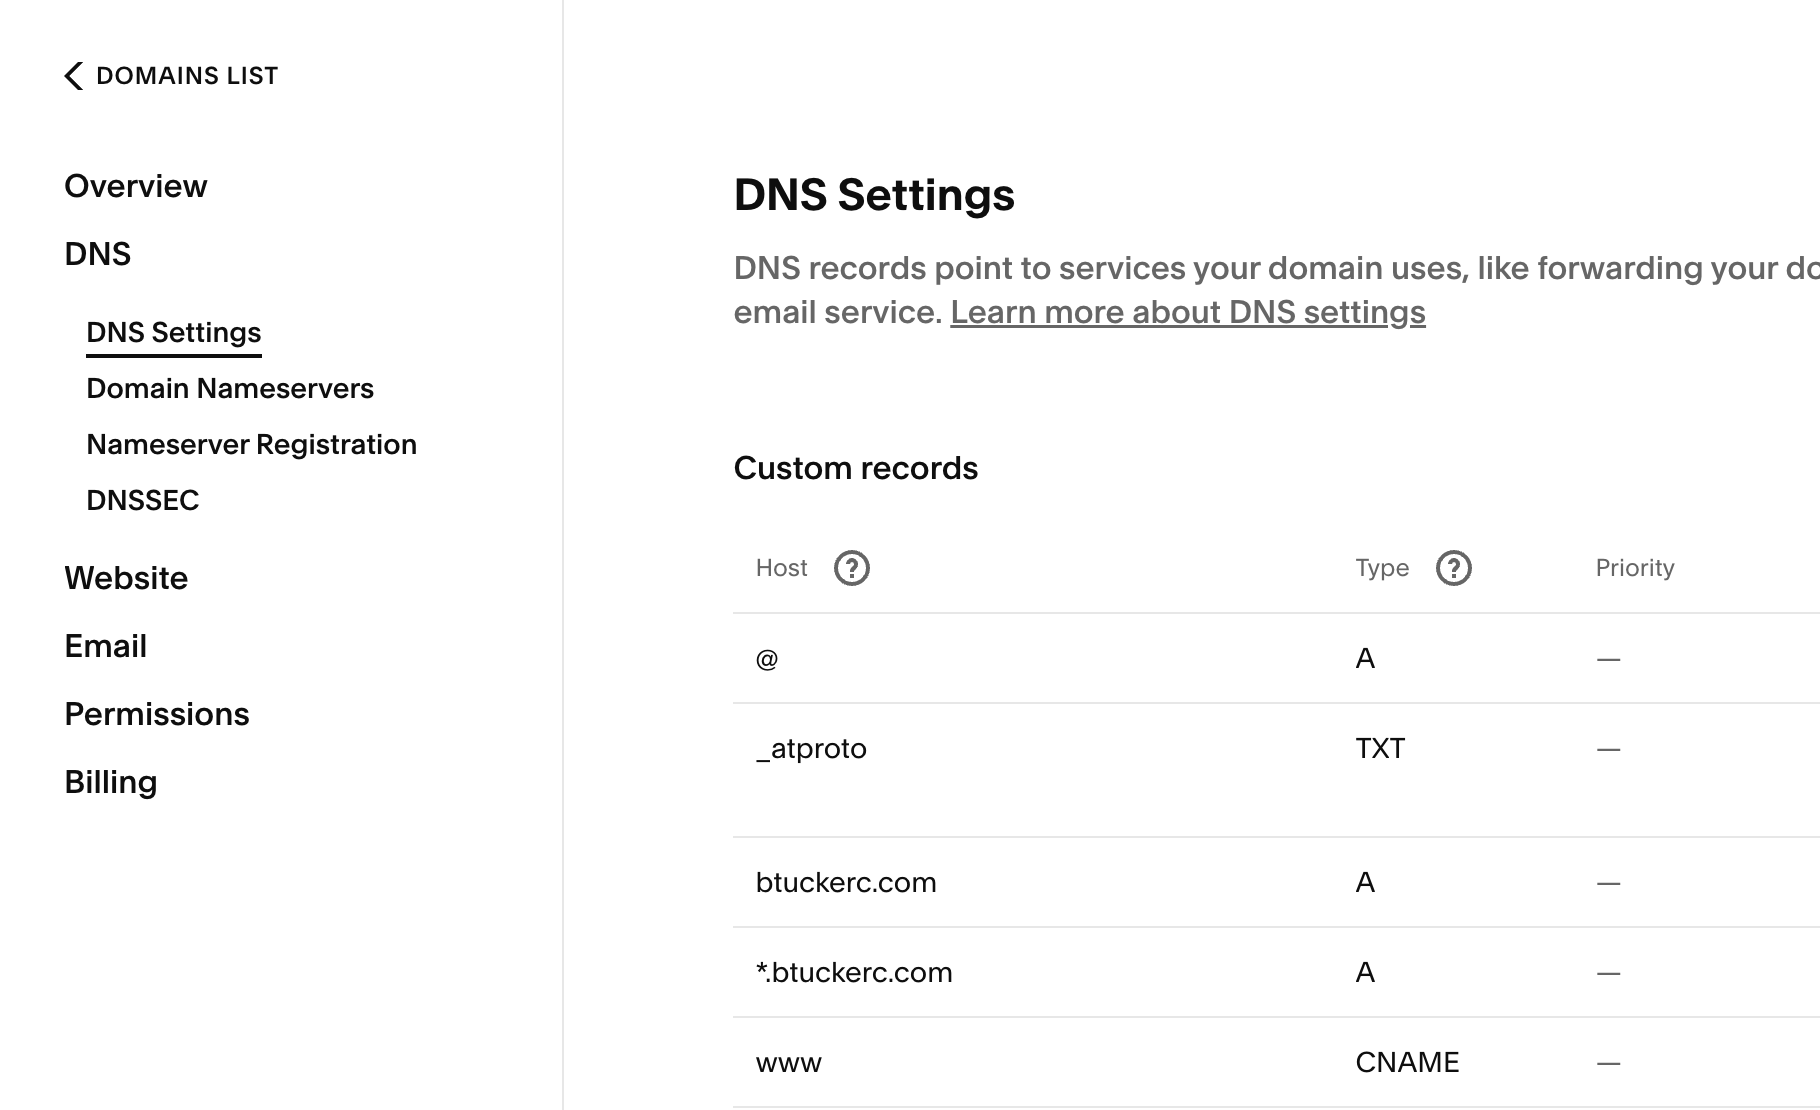 DOMAINS LIST
Overview
DNS
DNS Settings
Domain Nameservers
Nameserver Registration
DNSSEC
Website
Email
Permissions
Billing
DNS Settings
DNS records point to services your domain uses, like forwarding your do
email service. Learn more about DNS settings
Custom records
Host ? Type ? Priority
@ A —
_atproto TXT —
btuckerc.com A —
*.btuckerc.com A —
www CNAME —